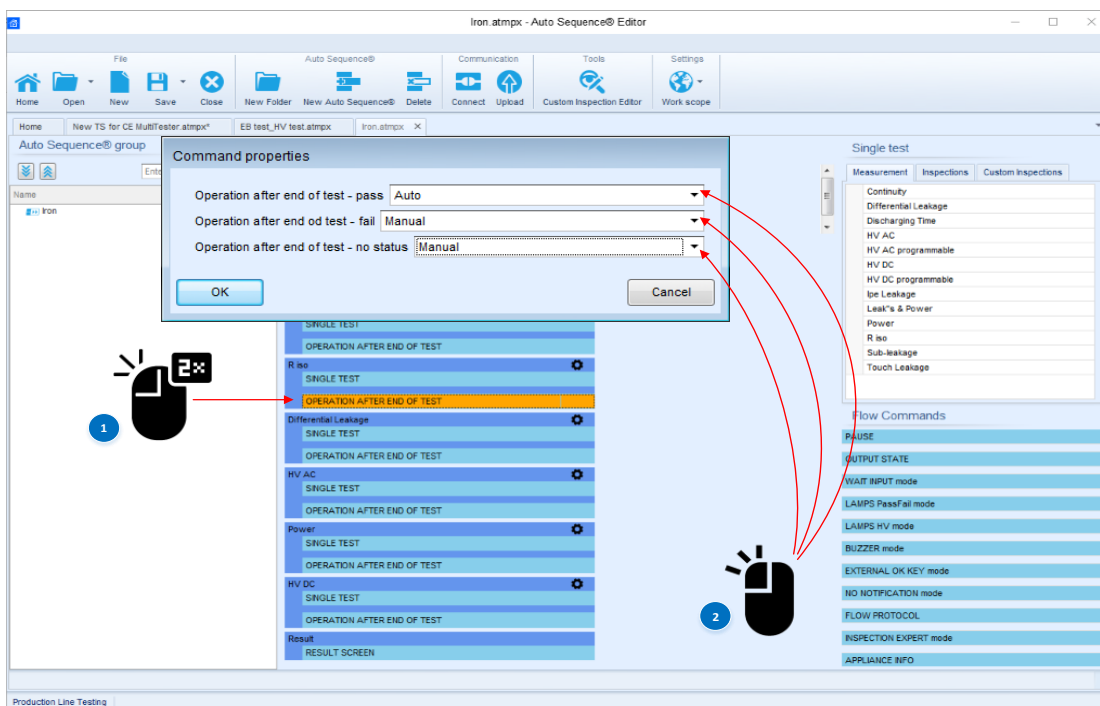 Iron.atmpx - Auto Sequence® Editor
File
Auto Sequence®
Communication
Tools
Settings
Home
Open
New
Save
Close
New Folder
New Auto Sequence®
Delete
Connect
Upload
Custom Inspection Editor
Work scope
Home
New TS for CE MultiTester.atmpx*
EB test_HV test.atmpx
Iron.atmpx
Auto Sequence® group
Ente
Name
Iron
Command properties
Operation after end of test - pass Auto
Operation after end od test - fail Manual
Operation after end of test - no status Manual
OK
Cancel
SINGLE TEST
OPERATION AFTER END OF TEST
R iso
SINGLE TEST
OPERATION AFTER END OF TEST
Differential Leakage
SINGLE TEST
OPERATION AFTER END OF TEST
HV AC
SINGLE TEST
OPERATION AFTER END OF TEST
Power
SINGLE TEST
OPERATION AFTER END OF TEST
HV DC
SINGLE TEST
OPERATION AFTER END OF TEST
Result
RESULT SCREEN
2x
1
2
Single test
Measurement
Inspections
Custom Inspections
Continuity
Differential Leakage
Discharging Time
HV AC
HV AC programmable
HV DC
HV DC programmable
Ipe Leakage
Leak"s & Power
Power
R iso
Sub-leakage
Touch Leakage
Flow Commands
PAUSE
OUTPUT STATE
WAIT INPUT mode
LAMPS PassFail mode
LAMPS HV mode
BUZZER mode
EXTERNAL OK KEY mode
NO NOTIFICATION mode
FLOW PROTOCOL
INSPECTION EXPERT mode
APPLIANCE INFO
Production Line Testing